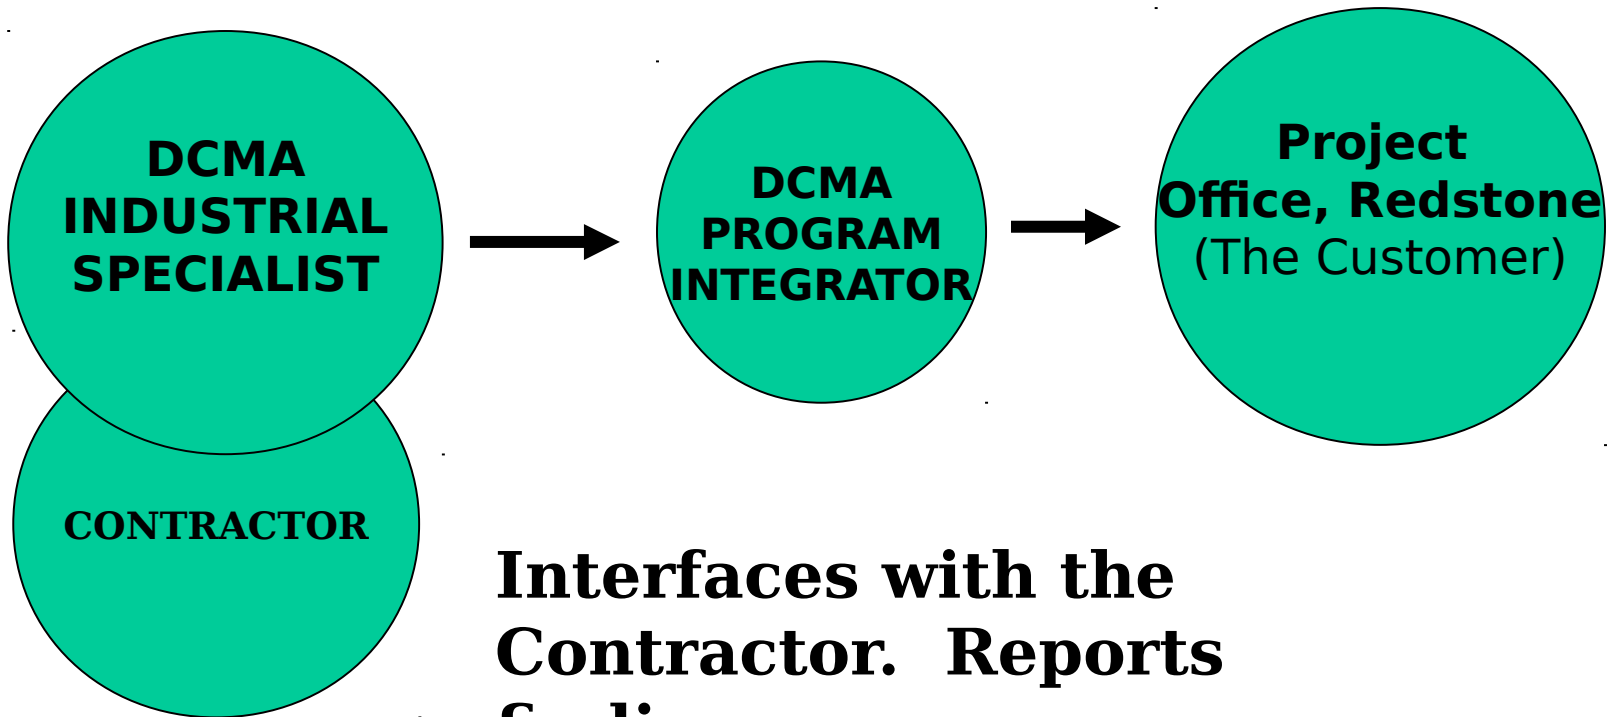 DCMA
INDUSTRIAL
SPECIALIST
DCMA
PROGRAM
INTEGRATOR
Project
Office, Redstone
(The Customer)
CONTRACTOR
Interfaces with the
Contractor.  Reports